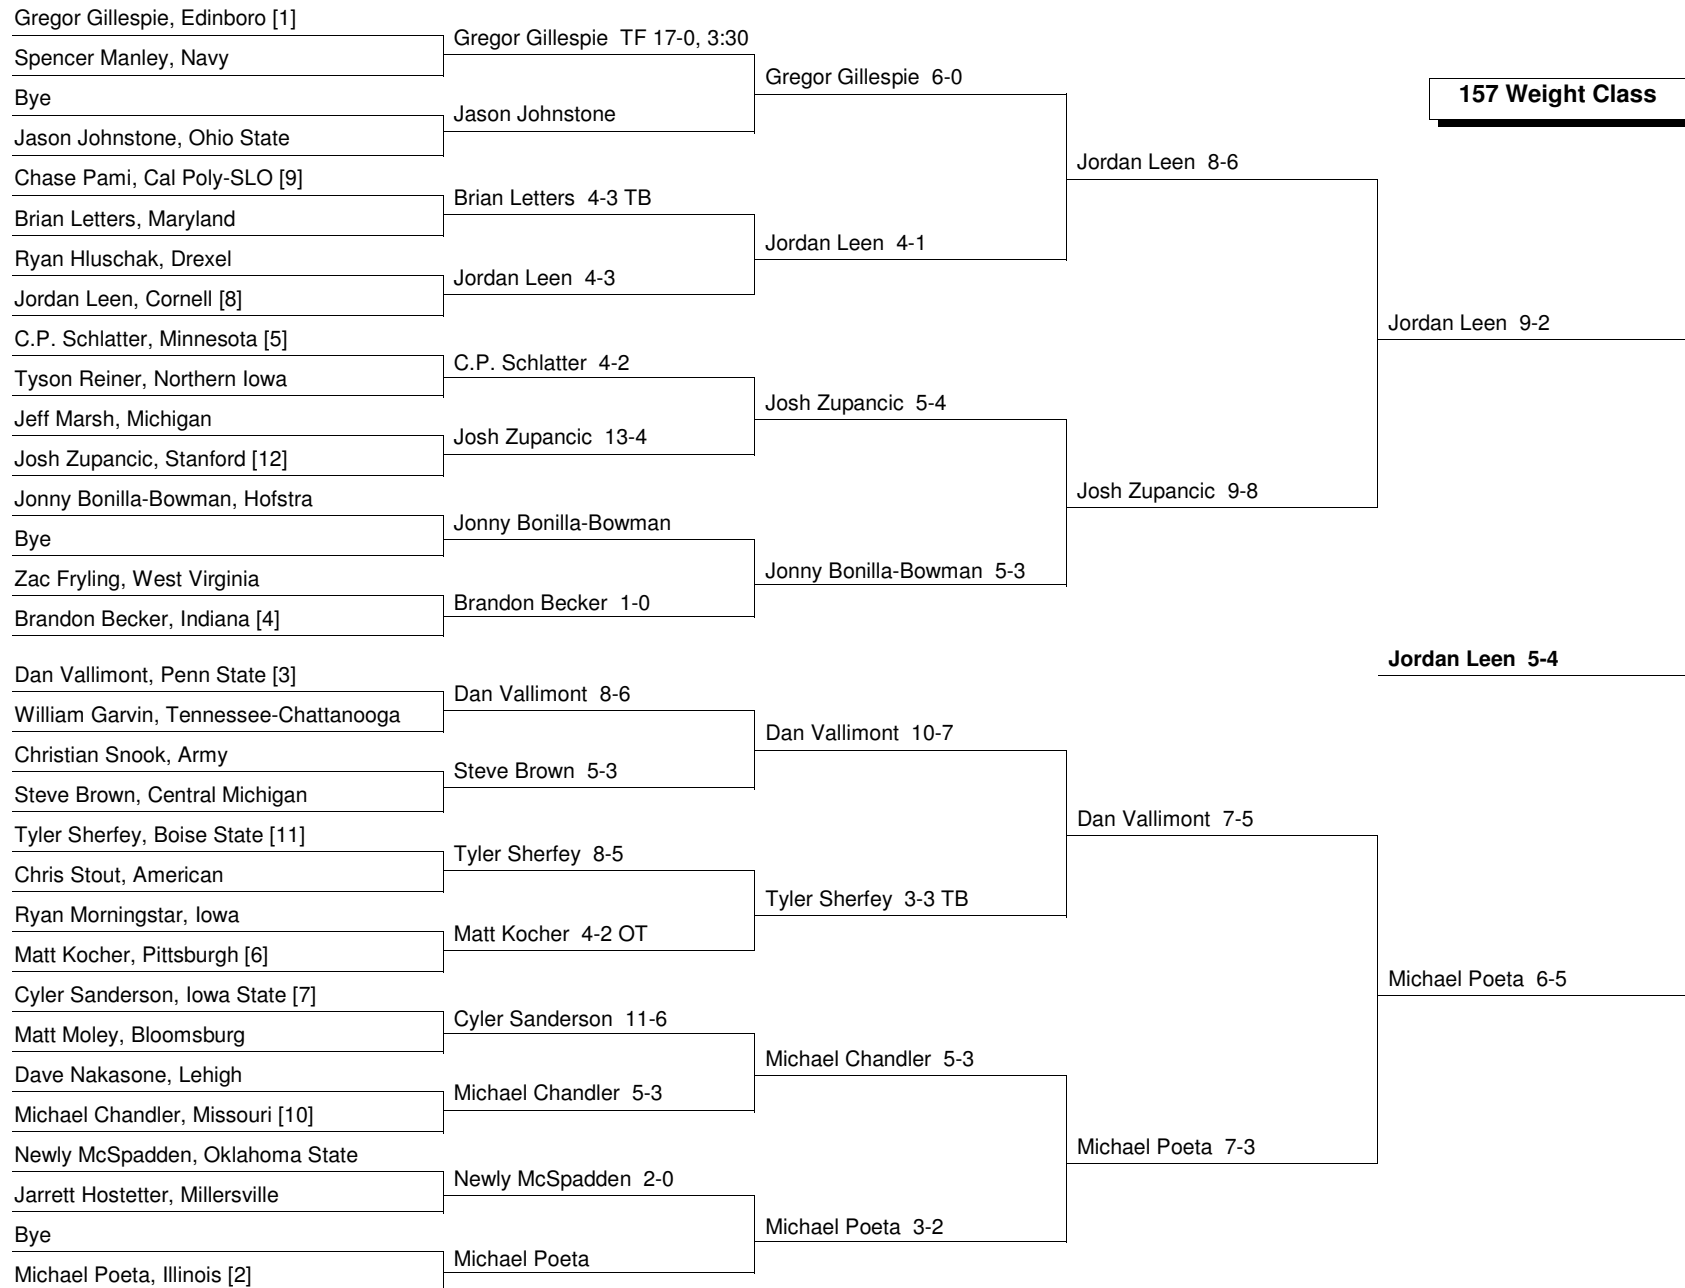 Gregor Gillespie, Edinboro [1]
Spencer Manley, Navy
Bye
Jason Johnstone, Ohio State
Chase Pami, Cal Poly-SLO [9]
Brian Letters, Maryland
Ryan Hluschak, Drexel
Jordan Leen, Cornell [8]
C.P. Schlatter, Minnesota [5]
Tyson Reiner, Northern Iowa
Jeff Marsh, Michigan
Josh Zupancic, Stanford [12]
Jonny Bonilla-Bowman, Hofstra
Bye
Zac Fryling, West Virginia
Brandon Becker, Indiana [4]
Dan Vallimont, Penn State [3]
William Garvin, Tennessee-Chattanooga
Christian Snook, Army
Steve Brown, Central Michigan
Tyler Sherfey, Boise State [11]
Chris Stout, American
Ryan Morningstar, Iowa
Matt Kocher, Pittsburgh [6]
Cyler Sanderson, Iowa State [7]
Matt Moley, Bloomsburg
Dave Nakasone, Lehigh
Michael Chandler, Missouri [10]
Newly McSpadden, Oklahoma State
Jarrett Hostetter, Millersville
Bye
Michael Poeta, Illinois [2]
Gregor Gillespie TF 17-0, 3:30
Jason Johnstone
Brian Letters 4-3 TB
Jordan Leen 4-3
C.P. Schlatter 4-2
Josh Zupancic 13-4
Jonny Bonilla-Bowman
Brandon Becker 1-0
Dan Vallimont 8-6
Steve Brown 5-3
Tyler Sherfey 8-5
Matt Kocher 4-2 OT
Cyler Sanderson 11-6
Michael Chandler 5-3
Newly McSpadden 2-0
Michael Poeta
Gregor Gillespie 6-0
Jordan Leen 4-1
Josh Zupancic 5-4
Jonny Bonilla-Bowman 5-3
Dan Vallimont 10-7
Tyler Sherfey 3-3 TB
Michael Chandler 5-3
Michael Poeta 3-2
Jordan Leen 8-6
Josh Zupancic 9-8
Dan Vallimont 7-5
Michael Poeta 7-3
157 Weight Class
Jordan Leen 9-2
Jordan Leen 5-4
Michael Poeta 6-5